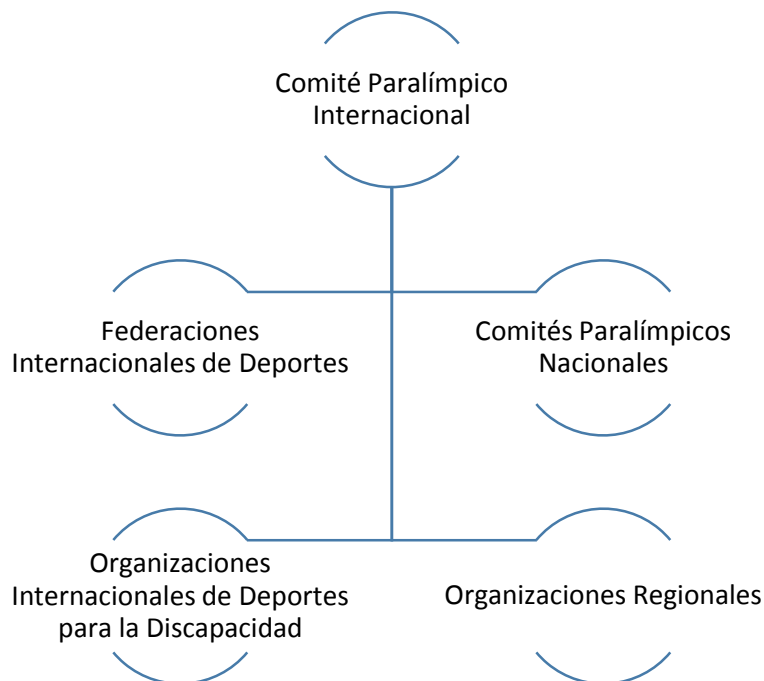 Comité Paralímpico
Internacional
Federaciones
Internacionales de Deportes
Comités Paralímpicos
Nacionales
Organizaciones
Internacionales de Deportes
para la Discapacidad
Organizaciones Regionales